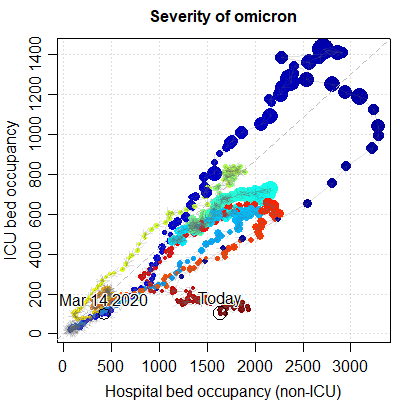 Severity of omicron
ICU bed occupancy
1400
1200
1000
800
600
400
200
0
Mar 14 2020
Today
0 500 1000 1500 2000 2500 3000
Hospital bed occupancy (non-ICU)